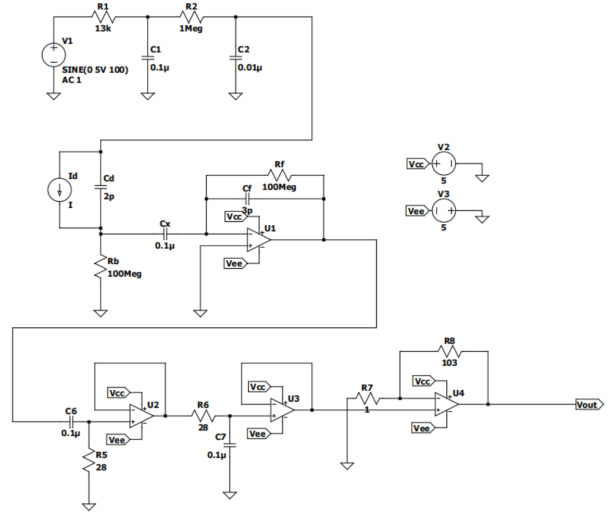 R1
13k
R2
1Meg
V1
SINE(0 5V 100)
AC 1
C1
0.1µ
C2
0.01µ
Id
I
Cd
2p
Rb
100Meg
Cx
0.1µ
Rf
100Meg
Cf
3p
Vcc
U1
Vee
V2
Vcc
5
V3
Vee
5
C6
0.1µ
R5
28
Vcc
U2
Vee
R6
28
C7
0.1µ
Vcc
U3
Vee
R7
1
R8
103
Vcc
U4
Vee
Vout